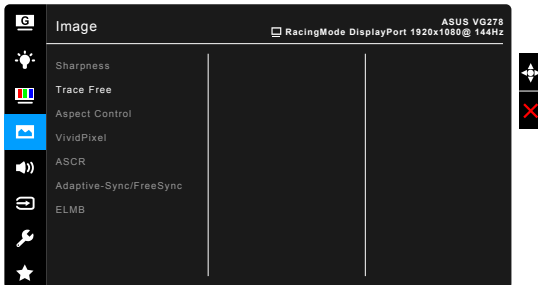 G
Image
ASUS VG278
RacingMode DisplayPort 1920x1080@ 144Hz
Sharpness
Trace Free
Aspect Control
VividPixel
ASCR
Adaptive-Sync/FreeSync
ELMB